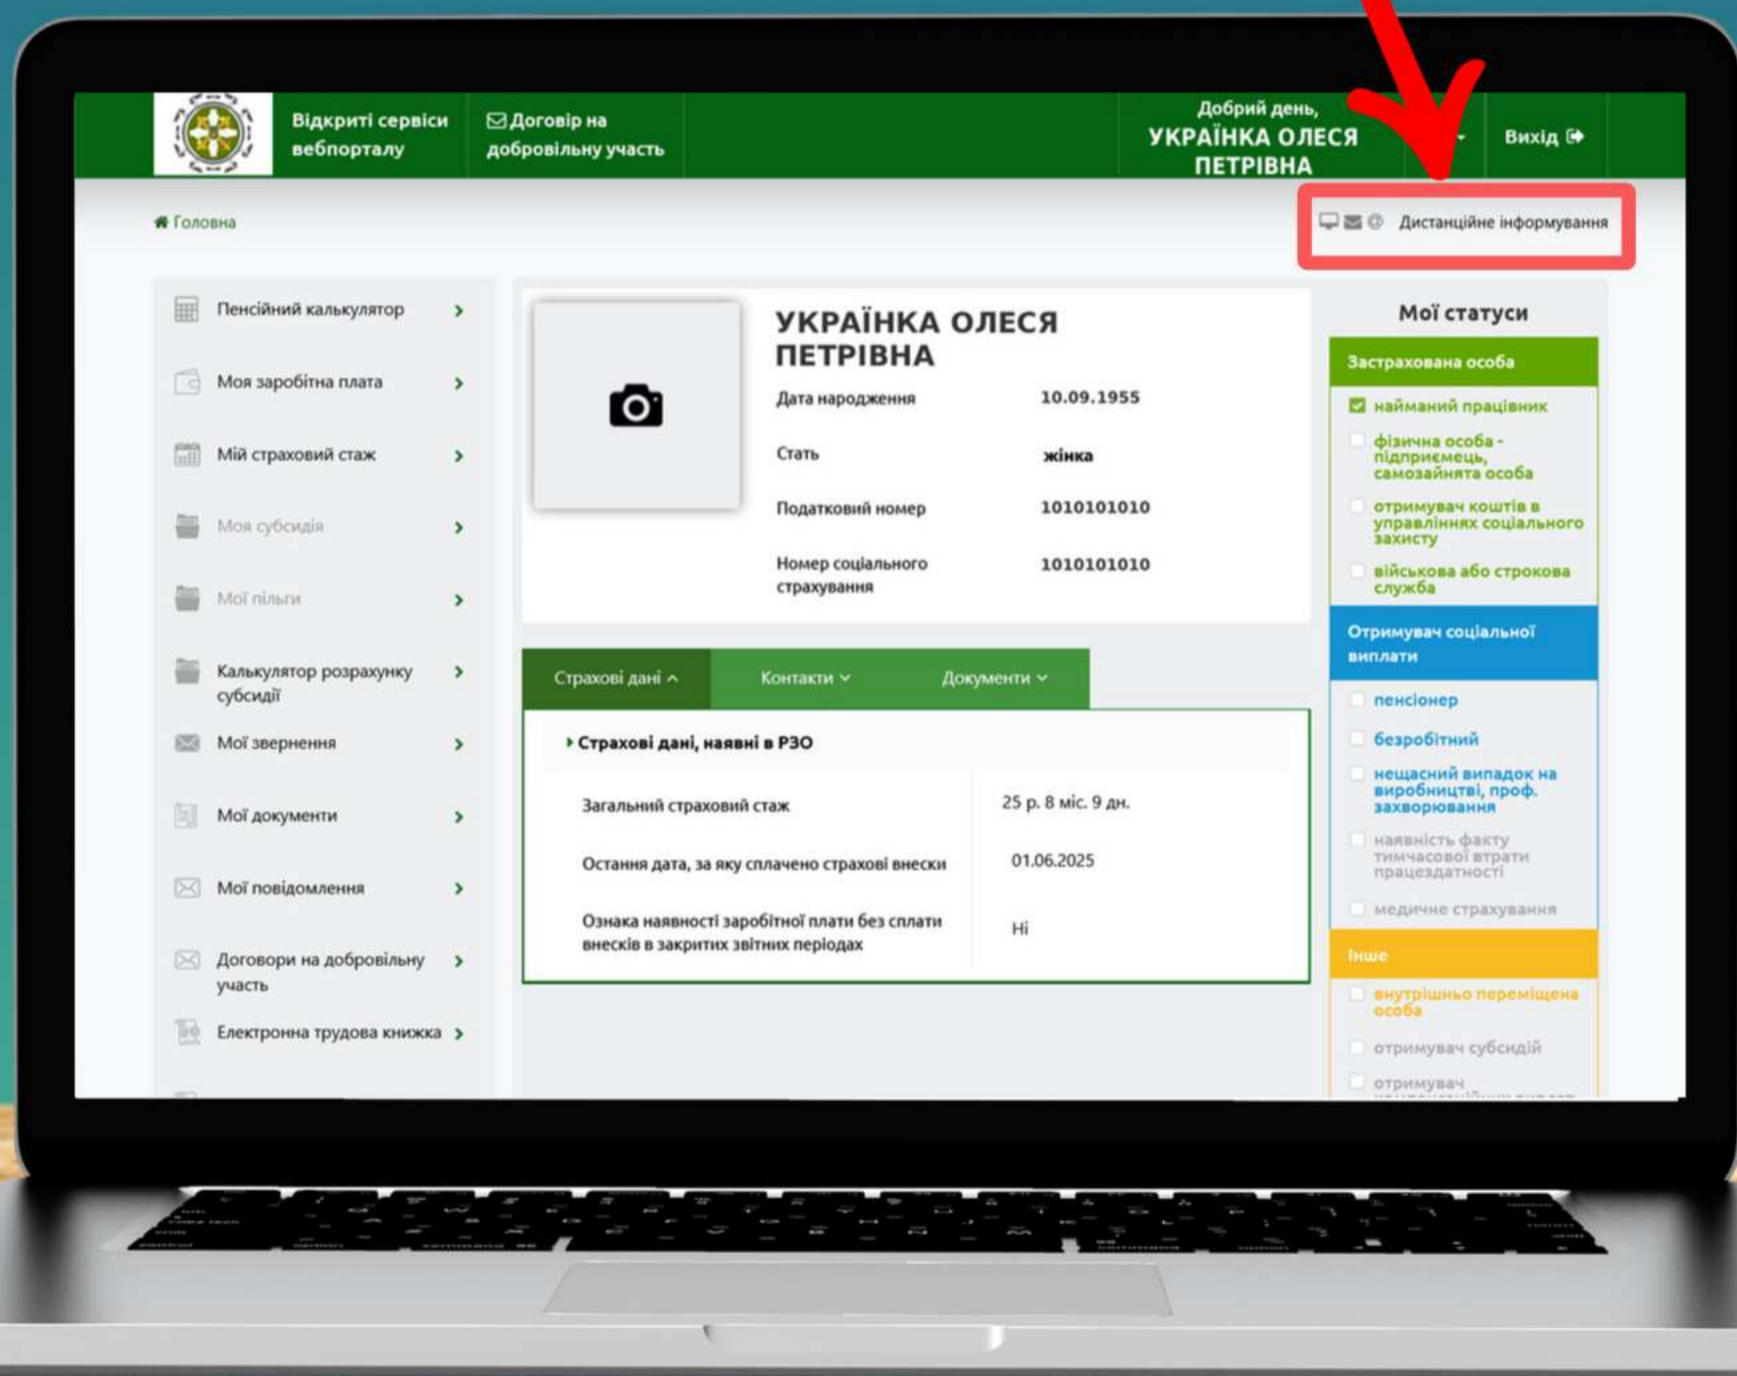 Відкриті сервіси
вебпорталу
Договір на
добровільну участь
Добрий день,
УКРАЇНКА ОЛЕСЯ
ПЕТРІВНА
Вихід
Головна
@ Дистанційне інформування
Пенсійний калькулятор
Моя заробітна плата
Мій страховий стаж
Моя субсидія
Мої пільги
Калькулятор розрахунку
субсидії
Мої звернення
Мої документи
Мої повідомлення
Договори на добровільну
участь
Електронна трудова книжка
УКРАЇНКА ОЛЕСЯ
ПЕТРІВНА
Дата народження 10.09.1955
Стать жінка
Податковий номер 1010101010
Номер соціального 1010101010
страхування
Страхові дані Контакти Документи
Страхові дані, наявні в РЗО
Загальний страховий стаж 25 р. 8 міс. 9 дн.
Остання дата, за яку сплачено страхові внески 01.06.2025
Ознака наявності заробітної плати без сплати
внесків в закритих звітних періодах Ні
Мої статуси
Застрахована особа
найманий працівник
фізична особа -
підприємець,
самозайнята особа
отримувач коштів в
управліннях соціального
захисту
військова або строкова
служба
Отримувач соціальної
виплати
пенсіонер
безробітний
нещасний випадок на
виробництві, проф.
захворювання
наявність факту
тимчасової втрати
працездатності
медичне страхування
Інше
внутрішньо переміщена
особа
отримувач субсидій
отримувач